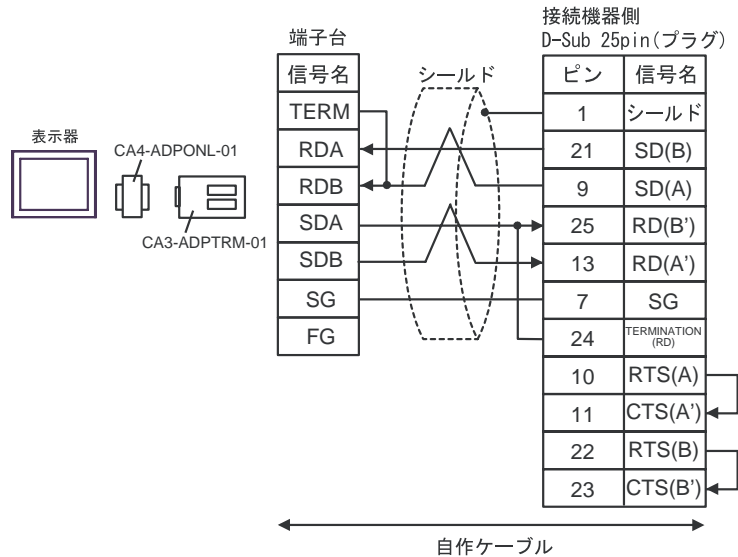 接続機器側
端子台
D-Sub 25pin(プラグ)
信号名
シールド
ピン
信号名
TERM
1
シールド
表示器
CA4-ADPONL-01
RDA
21
SD(B)
RDB
9
SD(A)
CA3-ADPTRM-01
SDA
25
RD(B’)
SDB
13
RD(A’)
SG
7
SG
FG
24
TERMINATION
(RD)
10
RTS(A)
11
CTS(A’)
22
RTS(B)
23
CTS(B’)
自作ケーブル